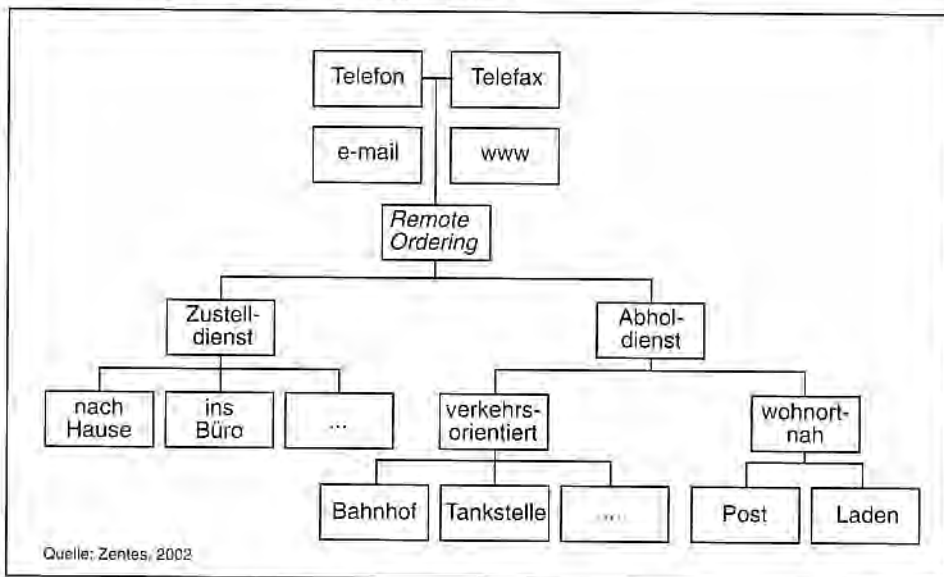 Telefon
Telefax
e-mail
www
Remote
Ordering
Zustell-
dienst
Abhol-
dienst
nach
Hause
ins
Büro
...
verkehrs-
orientiert
wohnort-
nah
Bahnhof
Tankstelle
.....
Post
Laden
Quelle: Zentes, 2002